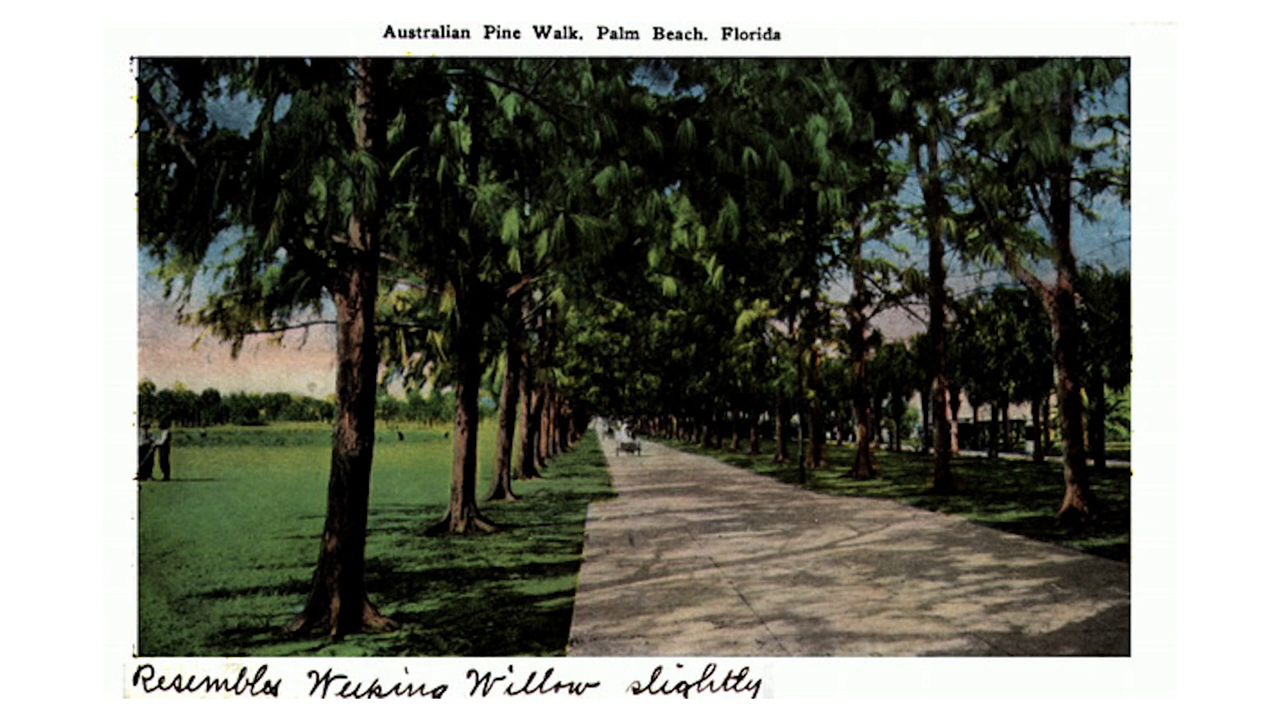 Australian Pine Walk, Palm Beach, Florida
Resembles Weeping Willow slightly